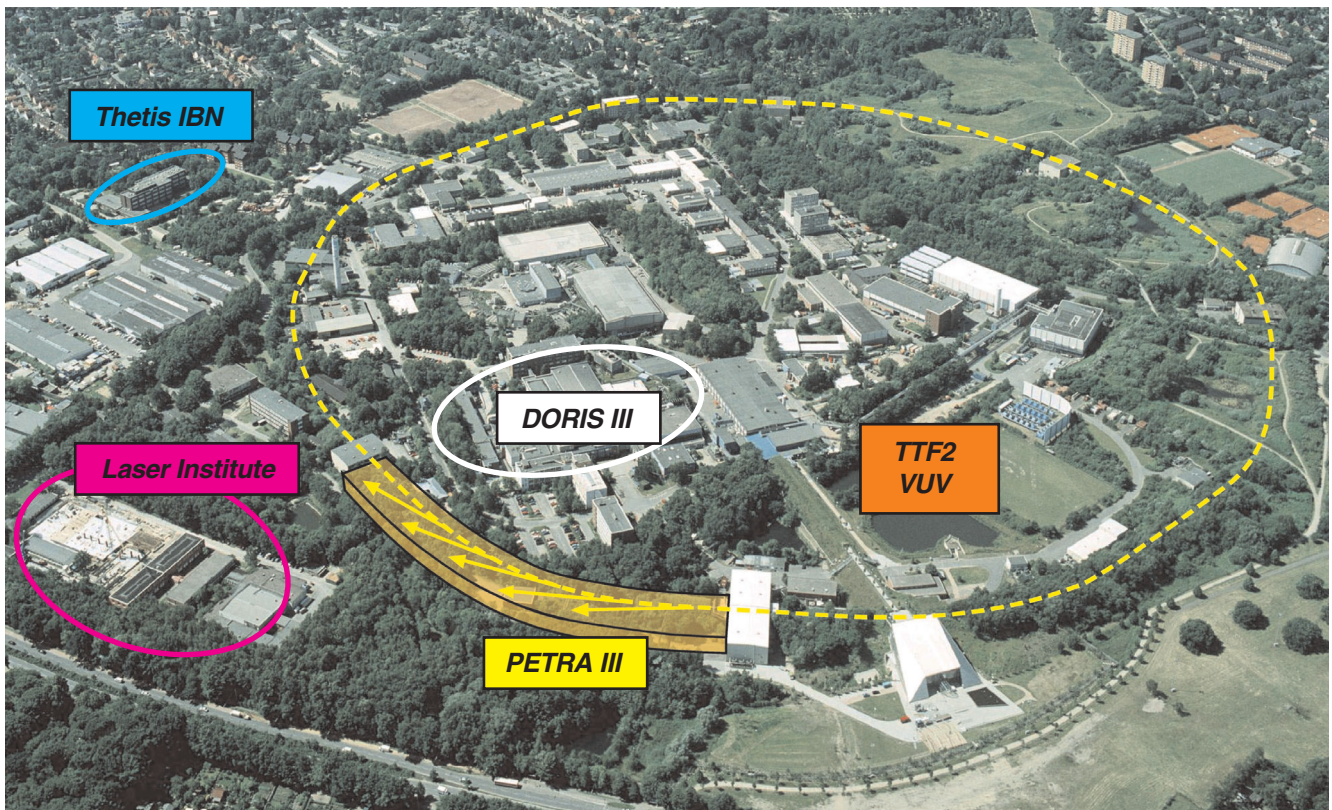 Thetis IBN
DORIS III
Laser Institute
TTF2
VUV
PETRA III